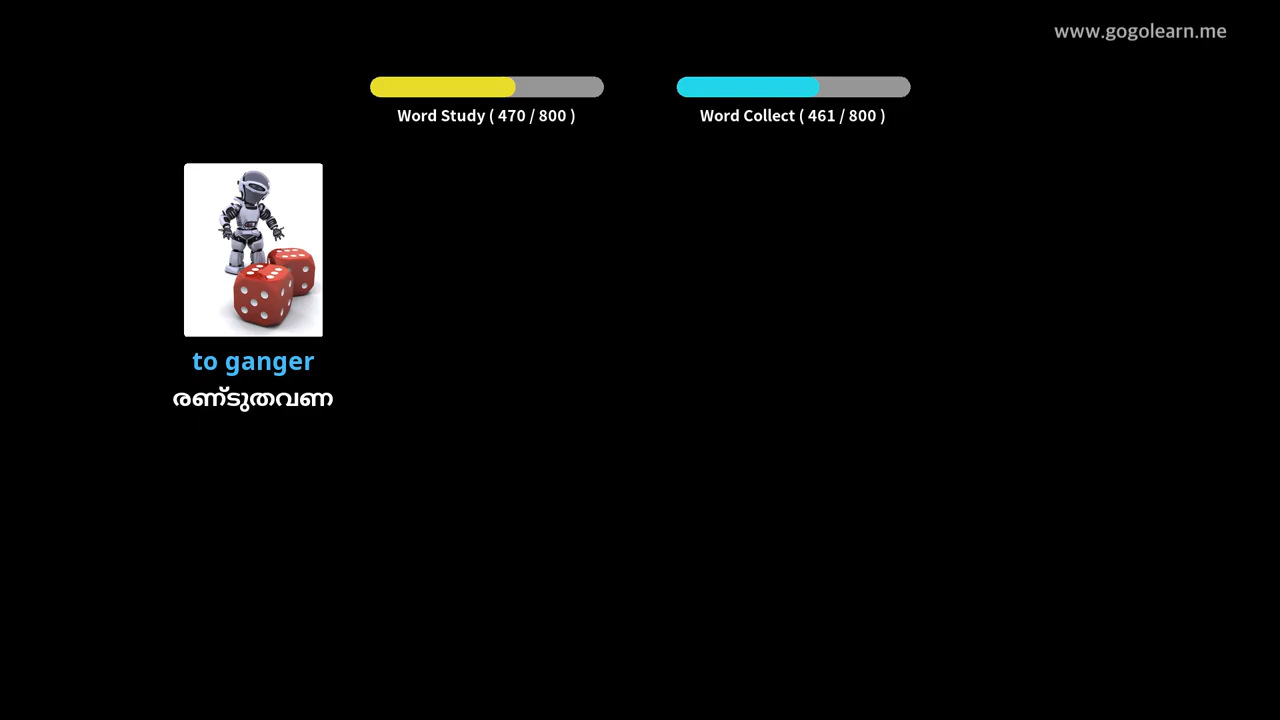 www.gogolearn.me
Word Study ( 470 / 800 )
Word Collect ( 461 / 800 )
to ganger
രണ്ടുതവണ